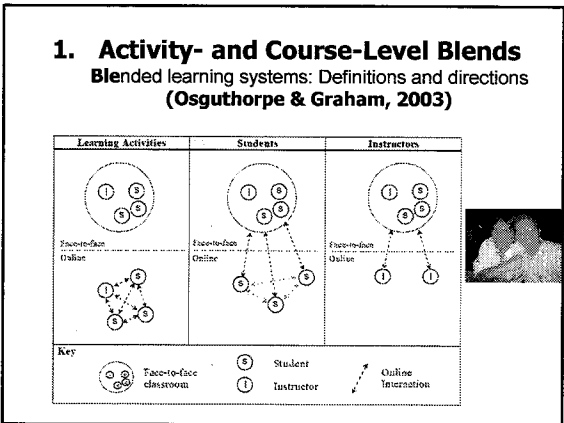 1. Activity- and Course-Level Blends
Blended learning systems: Definitions and directions
(Osguthorpe & Graham, 2003)
Learning Activities Students Instructors
I S S S I S S S I S S S
Face-to-face Face-to-face Face-to-face
Online Online Online
I S S S S S S I I
Key
Face-to-face classroom
S Student
I Instructor
Online Interaction